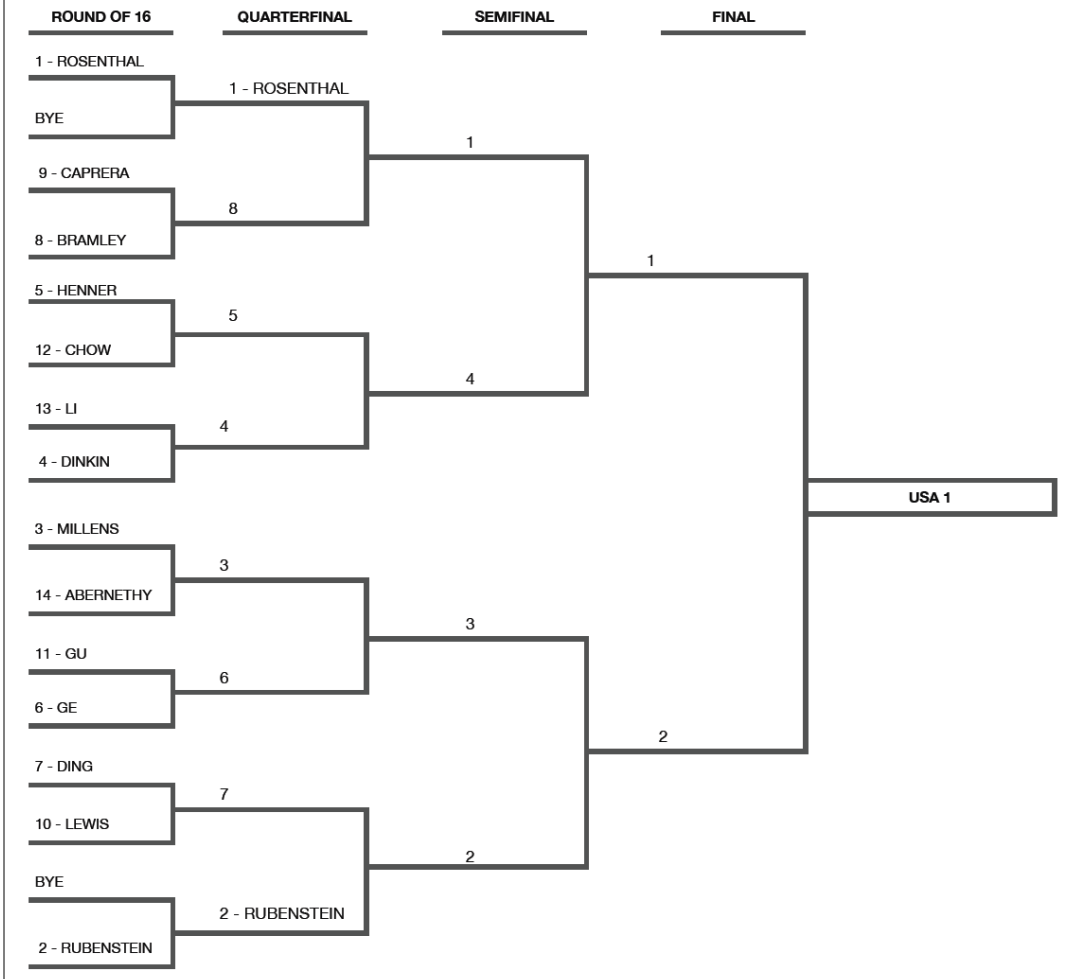 ROUND OF 16
QUARTERFINAL
SEMIFINAL
FINAL
1 - ROSENTHAL
BYE
9 - CAPRERA
8 - BRAMLEY
5 - HENNER
12 - CHOW
13 - LI
4 - DINKIN
3 - MILLENS
14 - ABERNETHY
11 - GU
6 - GE
7 - DING
10 - LEWIS
BYE
2 - RUBENSTEIN
1 - ROSENTHAL
8
5
4
3
6
7
2 - RUBENSTEIN
1
4
3
2
1
2
USA 1